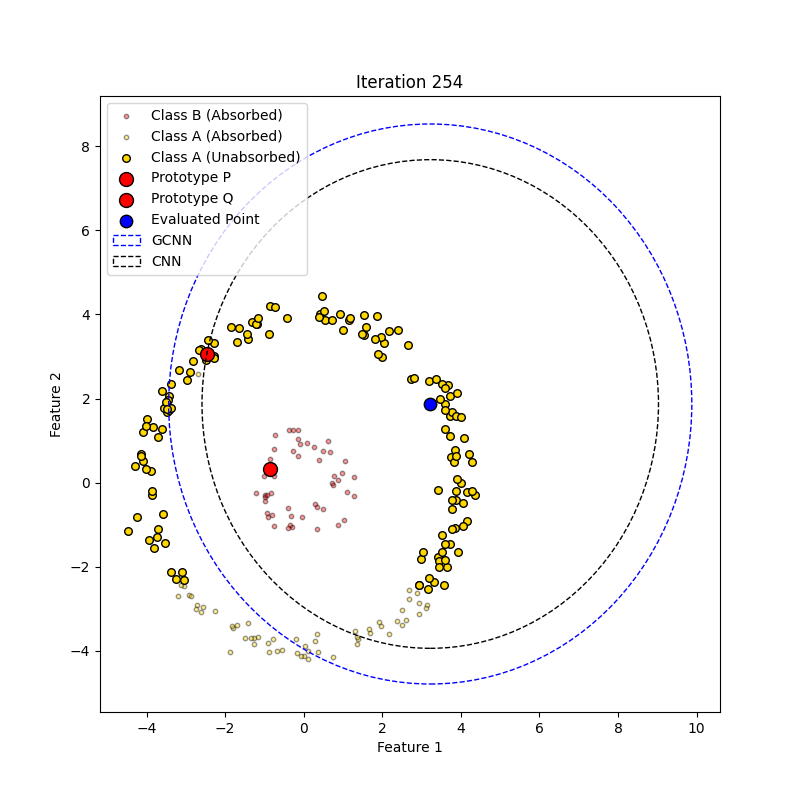 Iteration 254
Class B (Absorbed)
Class A (Absorbed)
Class A (Unabsorbed)
Prototype P
Prototype Q
Evaluated Point
GCNN
CNN
8
6
4
2
0
−2
−4
Feature 2
−4 −2 0 2 4 6 8 10
Feature 1